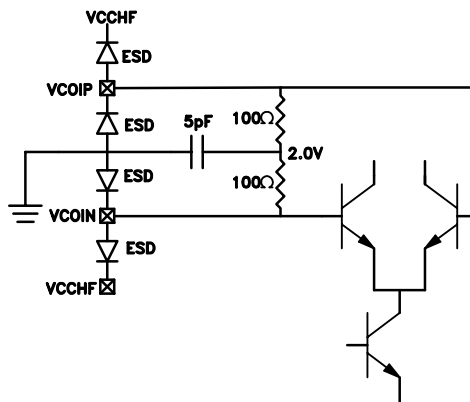 VCCHF
ESD
VCOIP
ESD
5pF
100Ω
2.0V
ESD
100Ω
VCOIN
ESD
VCCHF